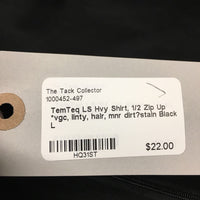 The Tack Collector
1000452-497
TemTeq LS Hvy Shirt, 1/2 Zip Up
*vgc, linty, hair, mnr dirt?stain Black
L
HQ31ST
$22.00